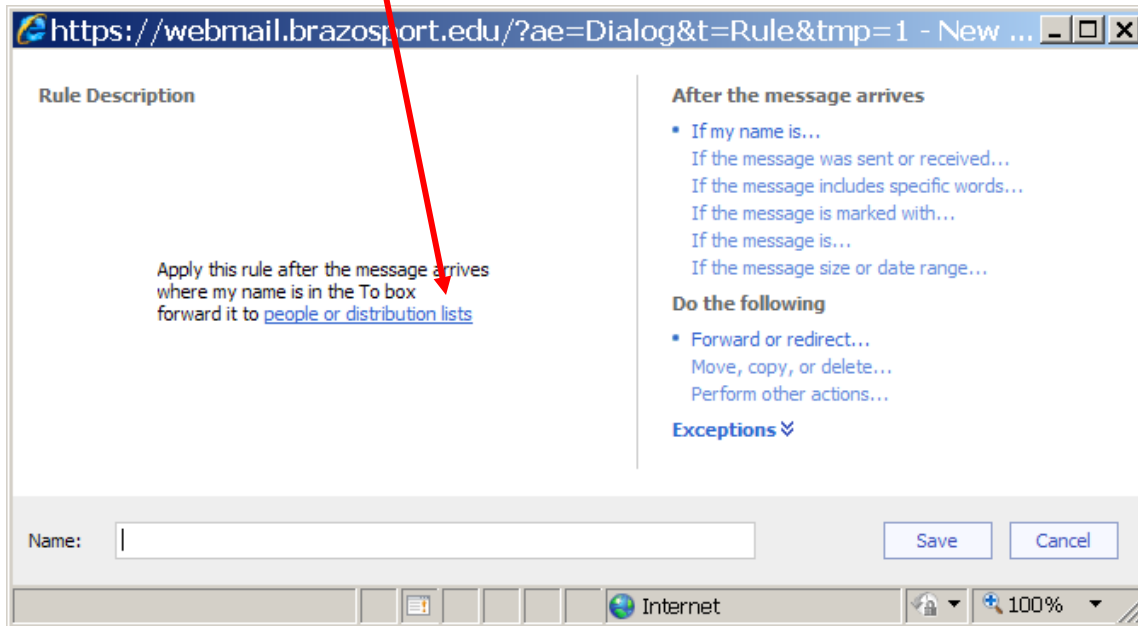 https://webmail.brazosport.edu/?ae=Dialog&t=Rule&tmp=1 - New ...
Rule Description
Apply this rule after the message arrives
where my name is in the To box
forward it to people or distribution lists
After the message arrives
If my name is...
If the message was sent or received...
If the message includes specific words...
If the message is marked with...
If the message is...
If the message size or date range...
Do the following
Forward or redirect...
Move, copy, or delete...
Perform other actions...
Exceptions
Name:
Save
Cancel
Internet
100%